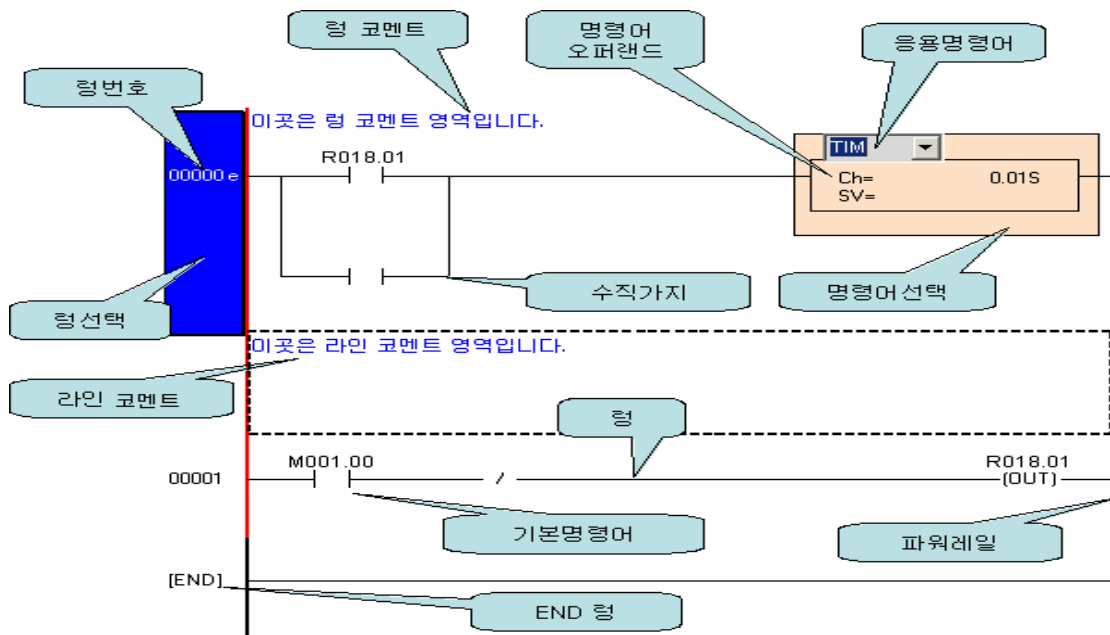 렁 코멘트
명령어
오퍼랜드
응용명령어
렁번호
이곳은 렁 코멘트 영역입니다.
R018.01
TIM
00000 e
Ch= 0.01S
SV=
수직가지
명령어선택
렁선택
이곳은 라인 코멘트 영역입니다.
라인 코멘트
렁
00001
M001.00
/
R018.01
(OUT)
기본명령어
파워레일
[END]
END 렁